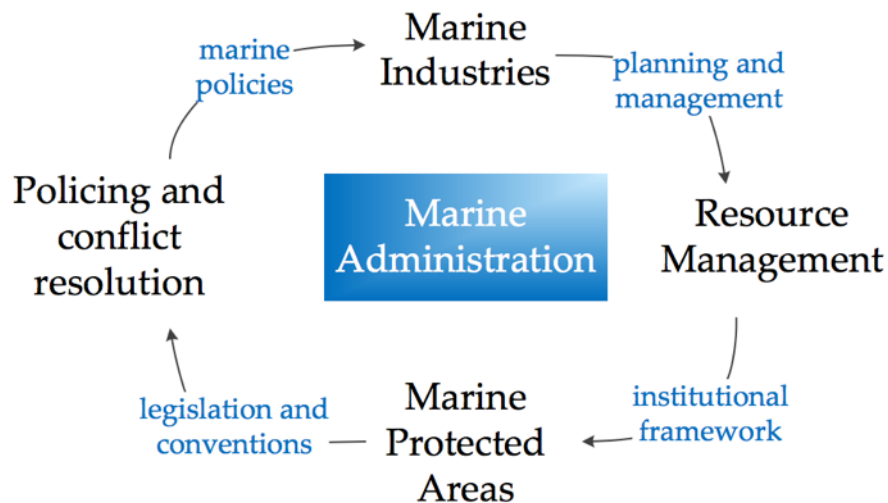 marine
policies
Marine
Industries
planning and
management
Policing and
conflict
resolution
Marine
Administration
Resource
Management
legislation and
conventions
Marine
Protected
Areas
institutional
framework